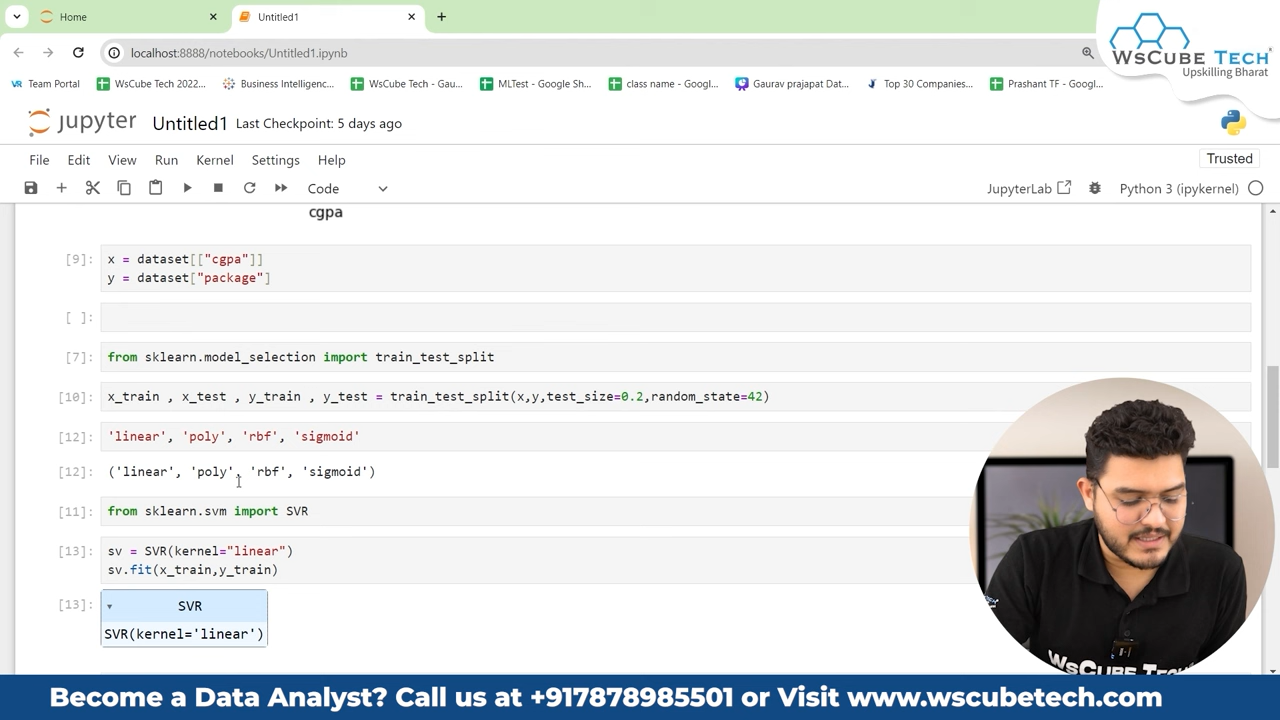 Home
Untitled1
localhost:8888/notebooks/Untitled1.ipynb
WsCube Tech
Upskilling Bharat
VR Team Portal
WsCube Tech 2022...
Business Intelligenc...
WsCube Tech - Gau...
MLTest - Google Sh...
class name - Googl...
Gaurav prajapat Dat...
Top 30 Companies...
Prashant TF - Googl...
jupyter Untitled1 Last Checkpoint: 5 days ago
File Edit View Run Kernel Settings Help
Trusted
Code
JupyterLab
Python 3 (ipykernel)
cgpa
[9]: x = dataset[["cgpa"]]
y = dataset["package"]
[ ]:
[7]: from sklearn.model_selection import train_test_split
[10]: x_train , x_test , y_train , y_test = train_test_split(x,y,test_size=0.2,random_state=42)
[12]: 'linear', 'poly', 'rbf', 'sigmoid'
[12]: ('linear', 'poly', 'rbf', 'sigmoid')
[11]: from sklearn.svm import SVR
[13]: sv = SVR(kernel="linear")
sv.fit(x_train,y_train)
[13]: SVR
SVR(kernel='linear')
WsCube Tech
Become a Data Analyst? Call us at +917878985501 or Visit www.wscubetech.com